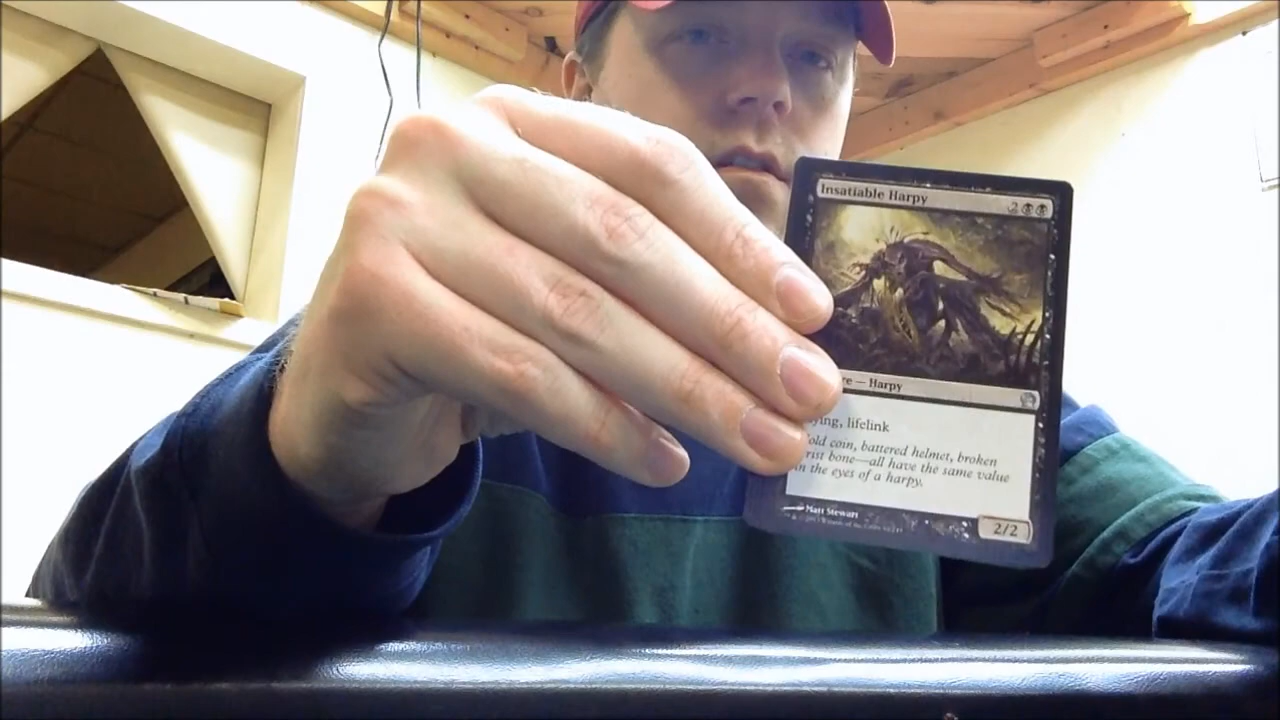 Insatiable Harpy 2
re — Harpy
ying, lifelink
old coin, battered helmet, broken
rist bone—all have the same value
n the eyes of a harpy.
Matt Stewart
2/2